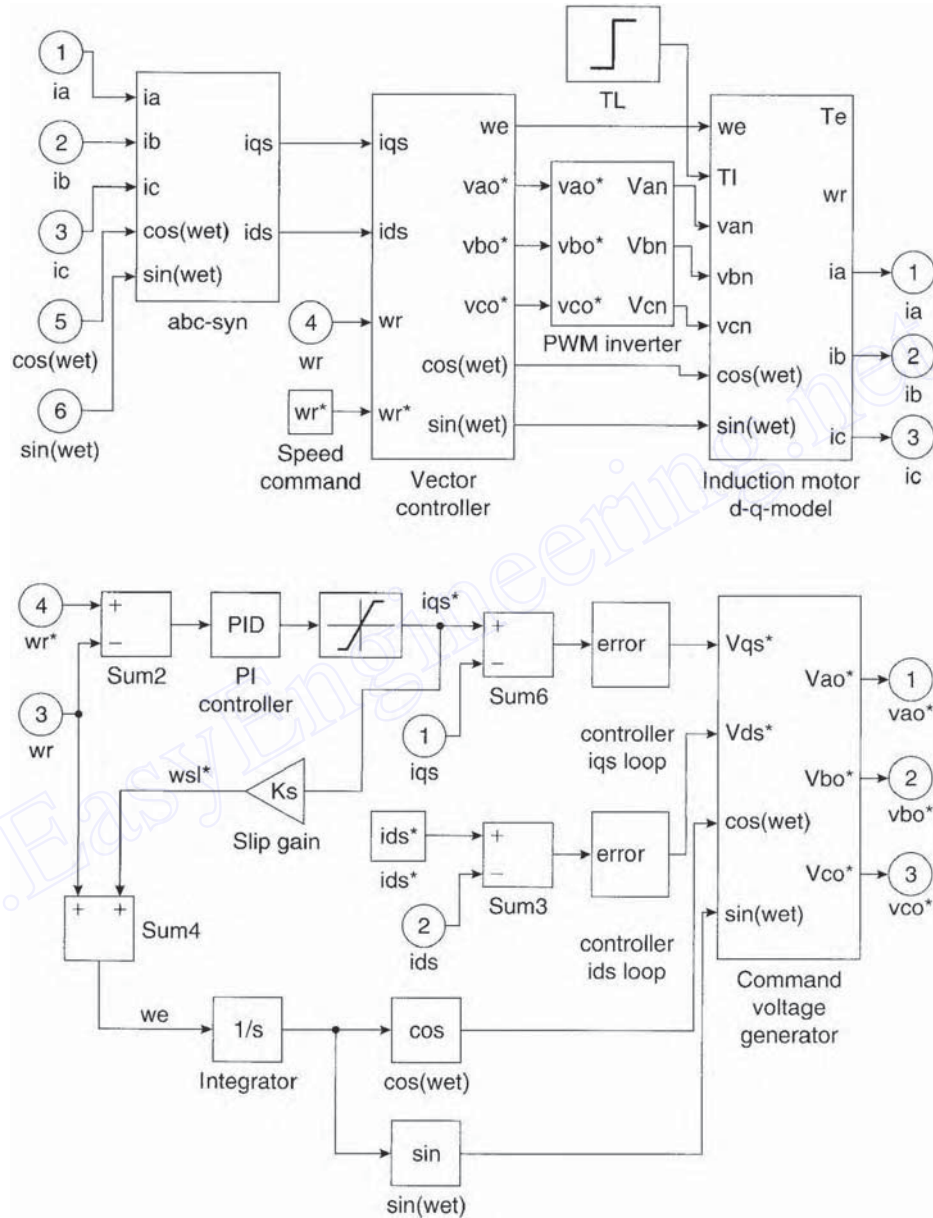 1
ia
2
ib
3
ic
5
cos(wet)
6
sin(wet)
ia
ib
ic
cos(wet)
sin(wet)
iqs
ids
abc-syn
4
wr
wr*
Speed
command
iqs
ids
wr
wr*
we
vao*
vbo*
vco*
cos(wet)
sin(wet)
Vector
controller
TL
vao*
vbo*
vco*
Van
Vbn
Vcn
PWM inverter
we
Tl
van
vbn
vcn
cos(wet)
sin(wet)
Te
wr
ia
ib
ic
Induction motor
d-q-model
1
ia
2
ib
3
ic
4
wr*
3
wr
+
−
Sum2
PID
PI
controller
iqs*
+
−
Sum6
1
iqs
error
controller
iqs loop
wsl*
Ks
Slip gain
ids*
ids*
+
−
Sum3
2
ids
error
controller
ids loop
+ +
Sum4
we
1/s
Integrator
cos
cos(wet)
sin
sin(wet)
Vqs*
Vds*
cos(wet)
sin(wet)
Vao*
Vbo*
Vco*
Command
voltage
generator
1
vao*
2
vbo*
3
vco*
.EasyEngineering.net